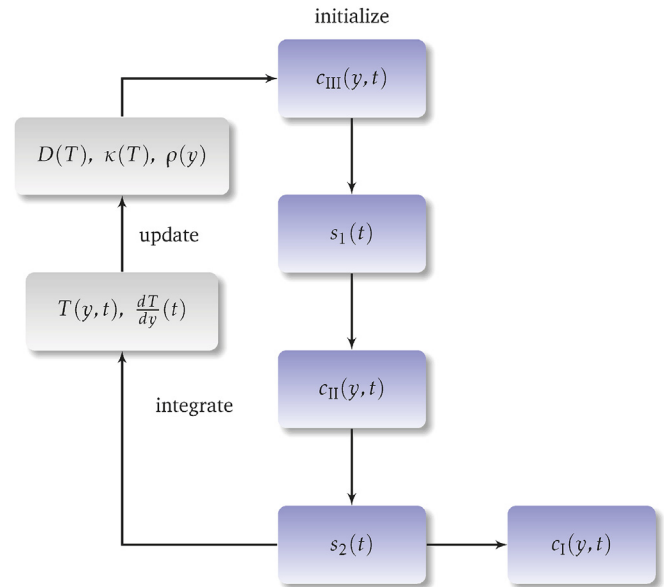 initialize
c_III(y, t)
D(T), κ(T), ρ(y)
s_1(t)
update
T(y, t), dT/dy (t)
c_II(y, t)
integrate
s_2(t)
c_I(y, t)